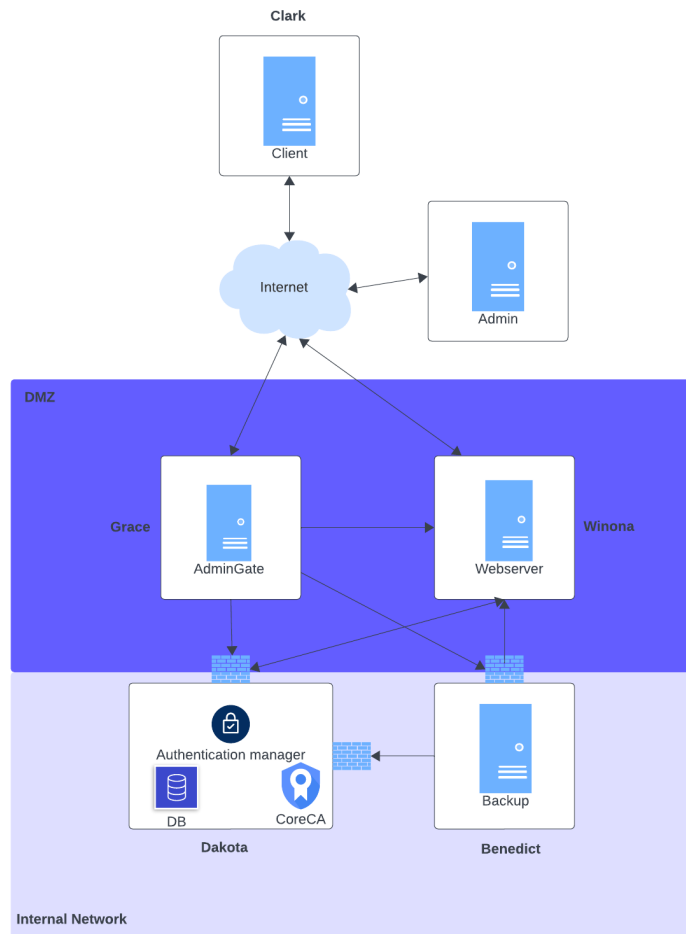 Clark
Client
Internet
Admin
DMZ
Grace
AdminGate
Webserver
Winona
Authentication manager
DB
CoreCA
Backup
Dakota
Benedict
Internal Network